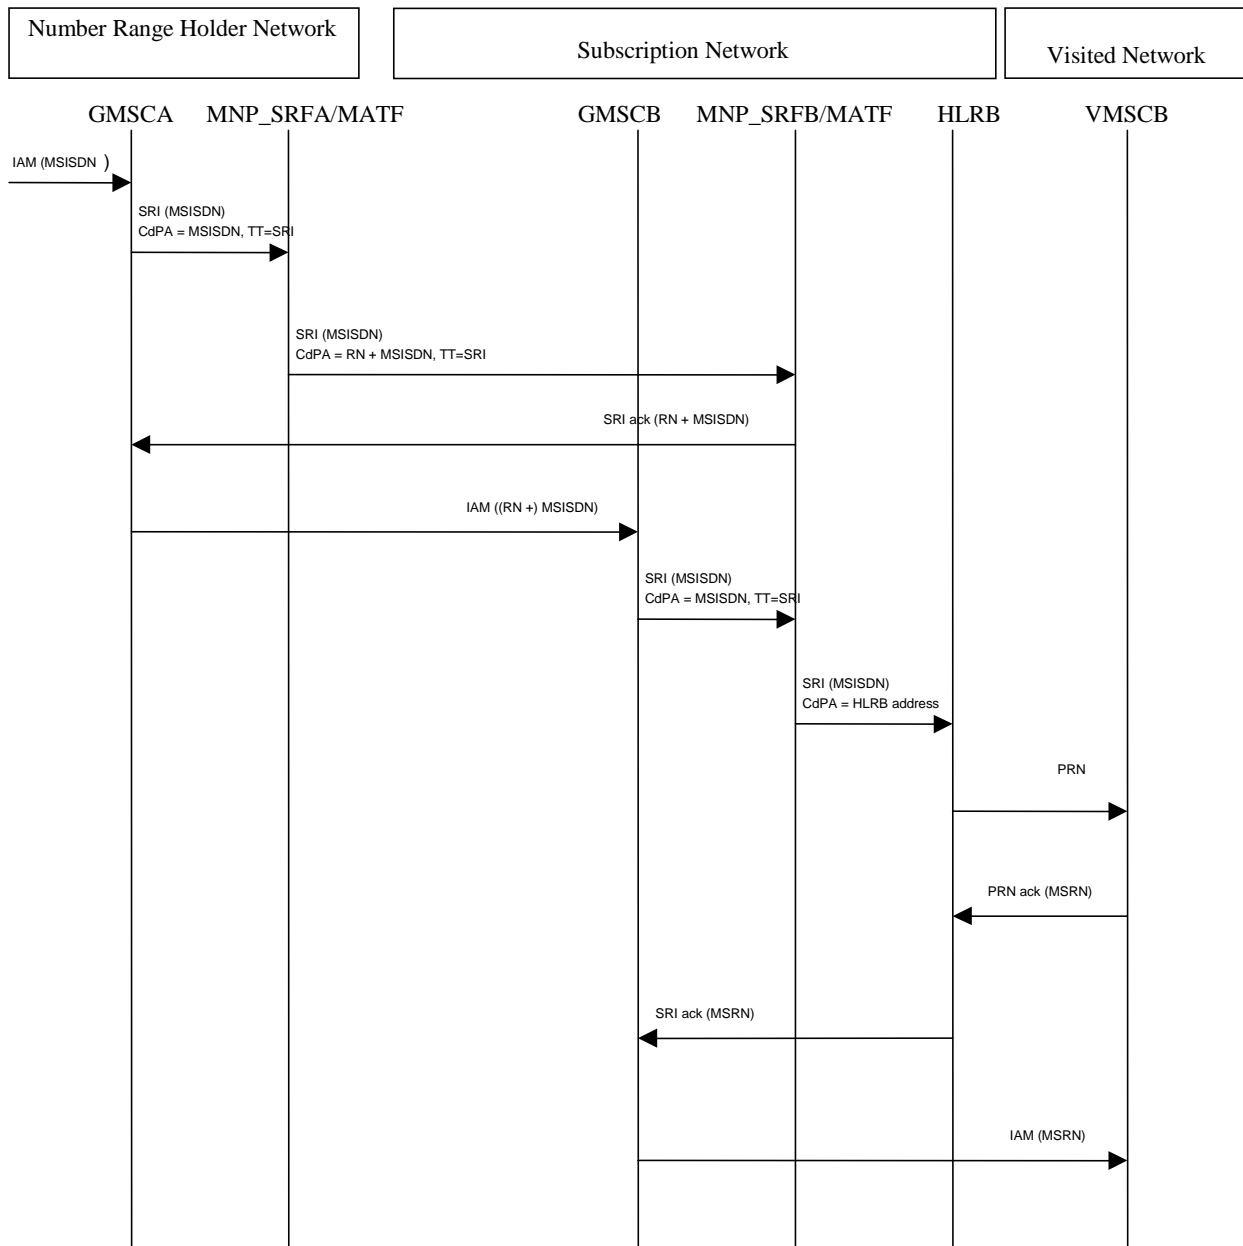 Number Range Holder Network
Subscription Network
Visited Network
GMSCA
MNP_SRFA/MATF
GMSCB
MNP_SRFB/MATF
HLRB
VMSCB
IAM (MSISDN )
SRI (MSISDN)
CdPA = MSISDN, TT=SRI
SRI (MSISDN)
CdPA = RN + MSISDN, TT=SRI
SRI ack (RN + MSISDN)
IAM ((RN +) MSISDN)
SRI (MSISDN)
CdPA = MSISDN, TT=SRI
SRI (MSISDN)
CdPA = HLRB address
PRN
PRN ack (MSRN)
SRI ack (MSRN)
IAM (MSRN)